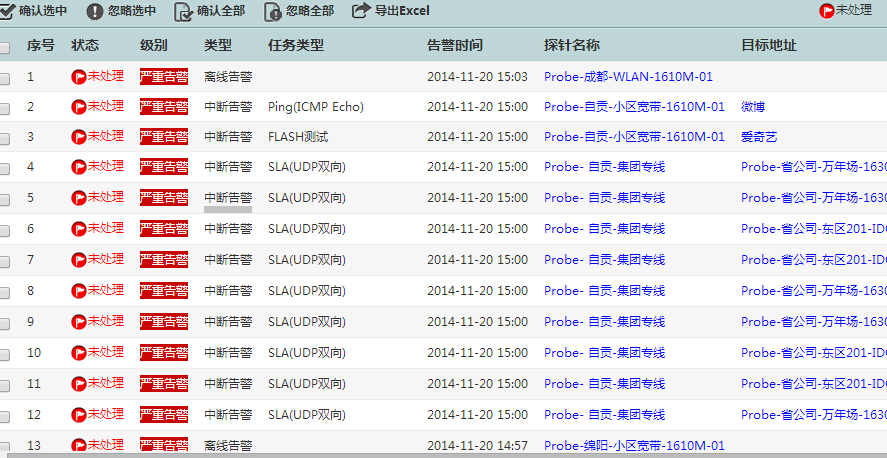 确认选中 忽略选中 确认全部 忽略全部 导出Excel 未处理
序号 状态 级别 类型 任务类型 告警时间 探针名称 目标地址
1 未处理 严重告警 离线告警 2014-11-20 15:03 Probe-成都-WLAN-1610M-01
2 未处理 严重告警 中断告警 Ping(ICMP Echo) 2014-11-20 15:00 Probe-自贡-小区宽带-1610M-01 微博
3 未处理 严重告警 中断告警 FLASH测试 2014-11-20 15:00 Probe-自贡-小区宽带-1610M-01 爱奇艺
4 未处理 严重告警 中断告警 SLA(UDP双向) 2014-11-20 15:00 Probe- 自贡-集团专线 Probe-省公司-万年场-1630
5 未处理 严重告警 中断告警 SLA(UDP双向) 2014-11-20 15:00 Probe- 自贡-集团专线 Probe-省公司-万年场-1630
6 未处理 严重告警 中断告警 SLA(UDP双向) 2014-11-20 15:00 Probe- 自贡-集团专线 Probe-省公司-东区201-IDC
7 未处理 严重告警 中断告警 SLA(UDP双向) 2014-11-20 15:00 Probe- 自贡-集团专线 Probe-省公司-东区201-IDC
8 未处理 严重告警 中断告警 SLA(UDP双向) 2014-11-20 15:00 Probe- 自贡-集团专线 Probe-省公司-万年场-1630
9 未处理 严重告警 中断告警 SLA(UDP双向) 2014-11-20 15:00 Probe- 自贡-集团专线 Probe-省公司-万年场-1630
10 未处理 严重告警 中断告警 SLA(UDP双向) 2014-11-20 15:00 Probe- 自贡-集团专线 Probe-省公司-东区201-IDC
11 未处理 严重告警 中断告警 SLA(UDP双向) 2014-11-20 15:00 Probe- 自贡-集团专线 Probe-省公司-东区201-IDC
12 未处理 严重告警 中断告警 SLA(UDP双向) 2014-11-20 15:00 Probe- 自贡-集团专线 Probe-省公司-万年场-1630
13 未处理 严重告警 离线告警 2014-11-20 14:57 Probe-绵阳-小区宽带-1610M-01